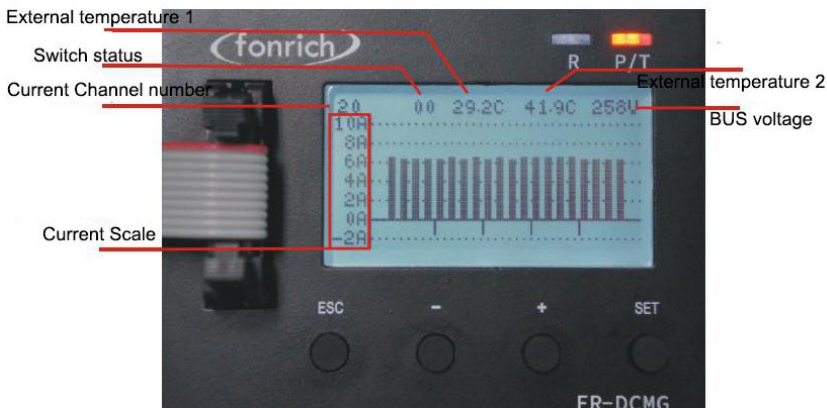 External temperature 1
fonrich
Switch status
R P/T
Current Channel number
External temperature 2
20 00 29.2C 41.9C 258V
BUS voltage
10A
8A
6A
4A
2A
0A
Current Scale
-2A
ESC - + SET
FR-DCMG